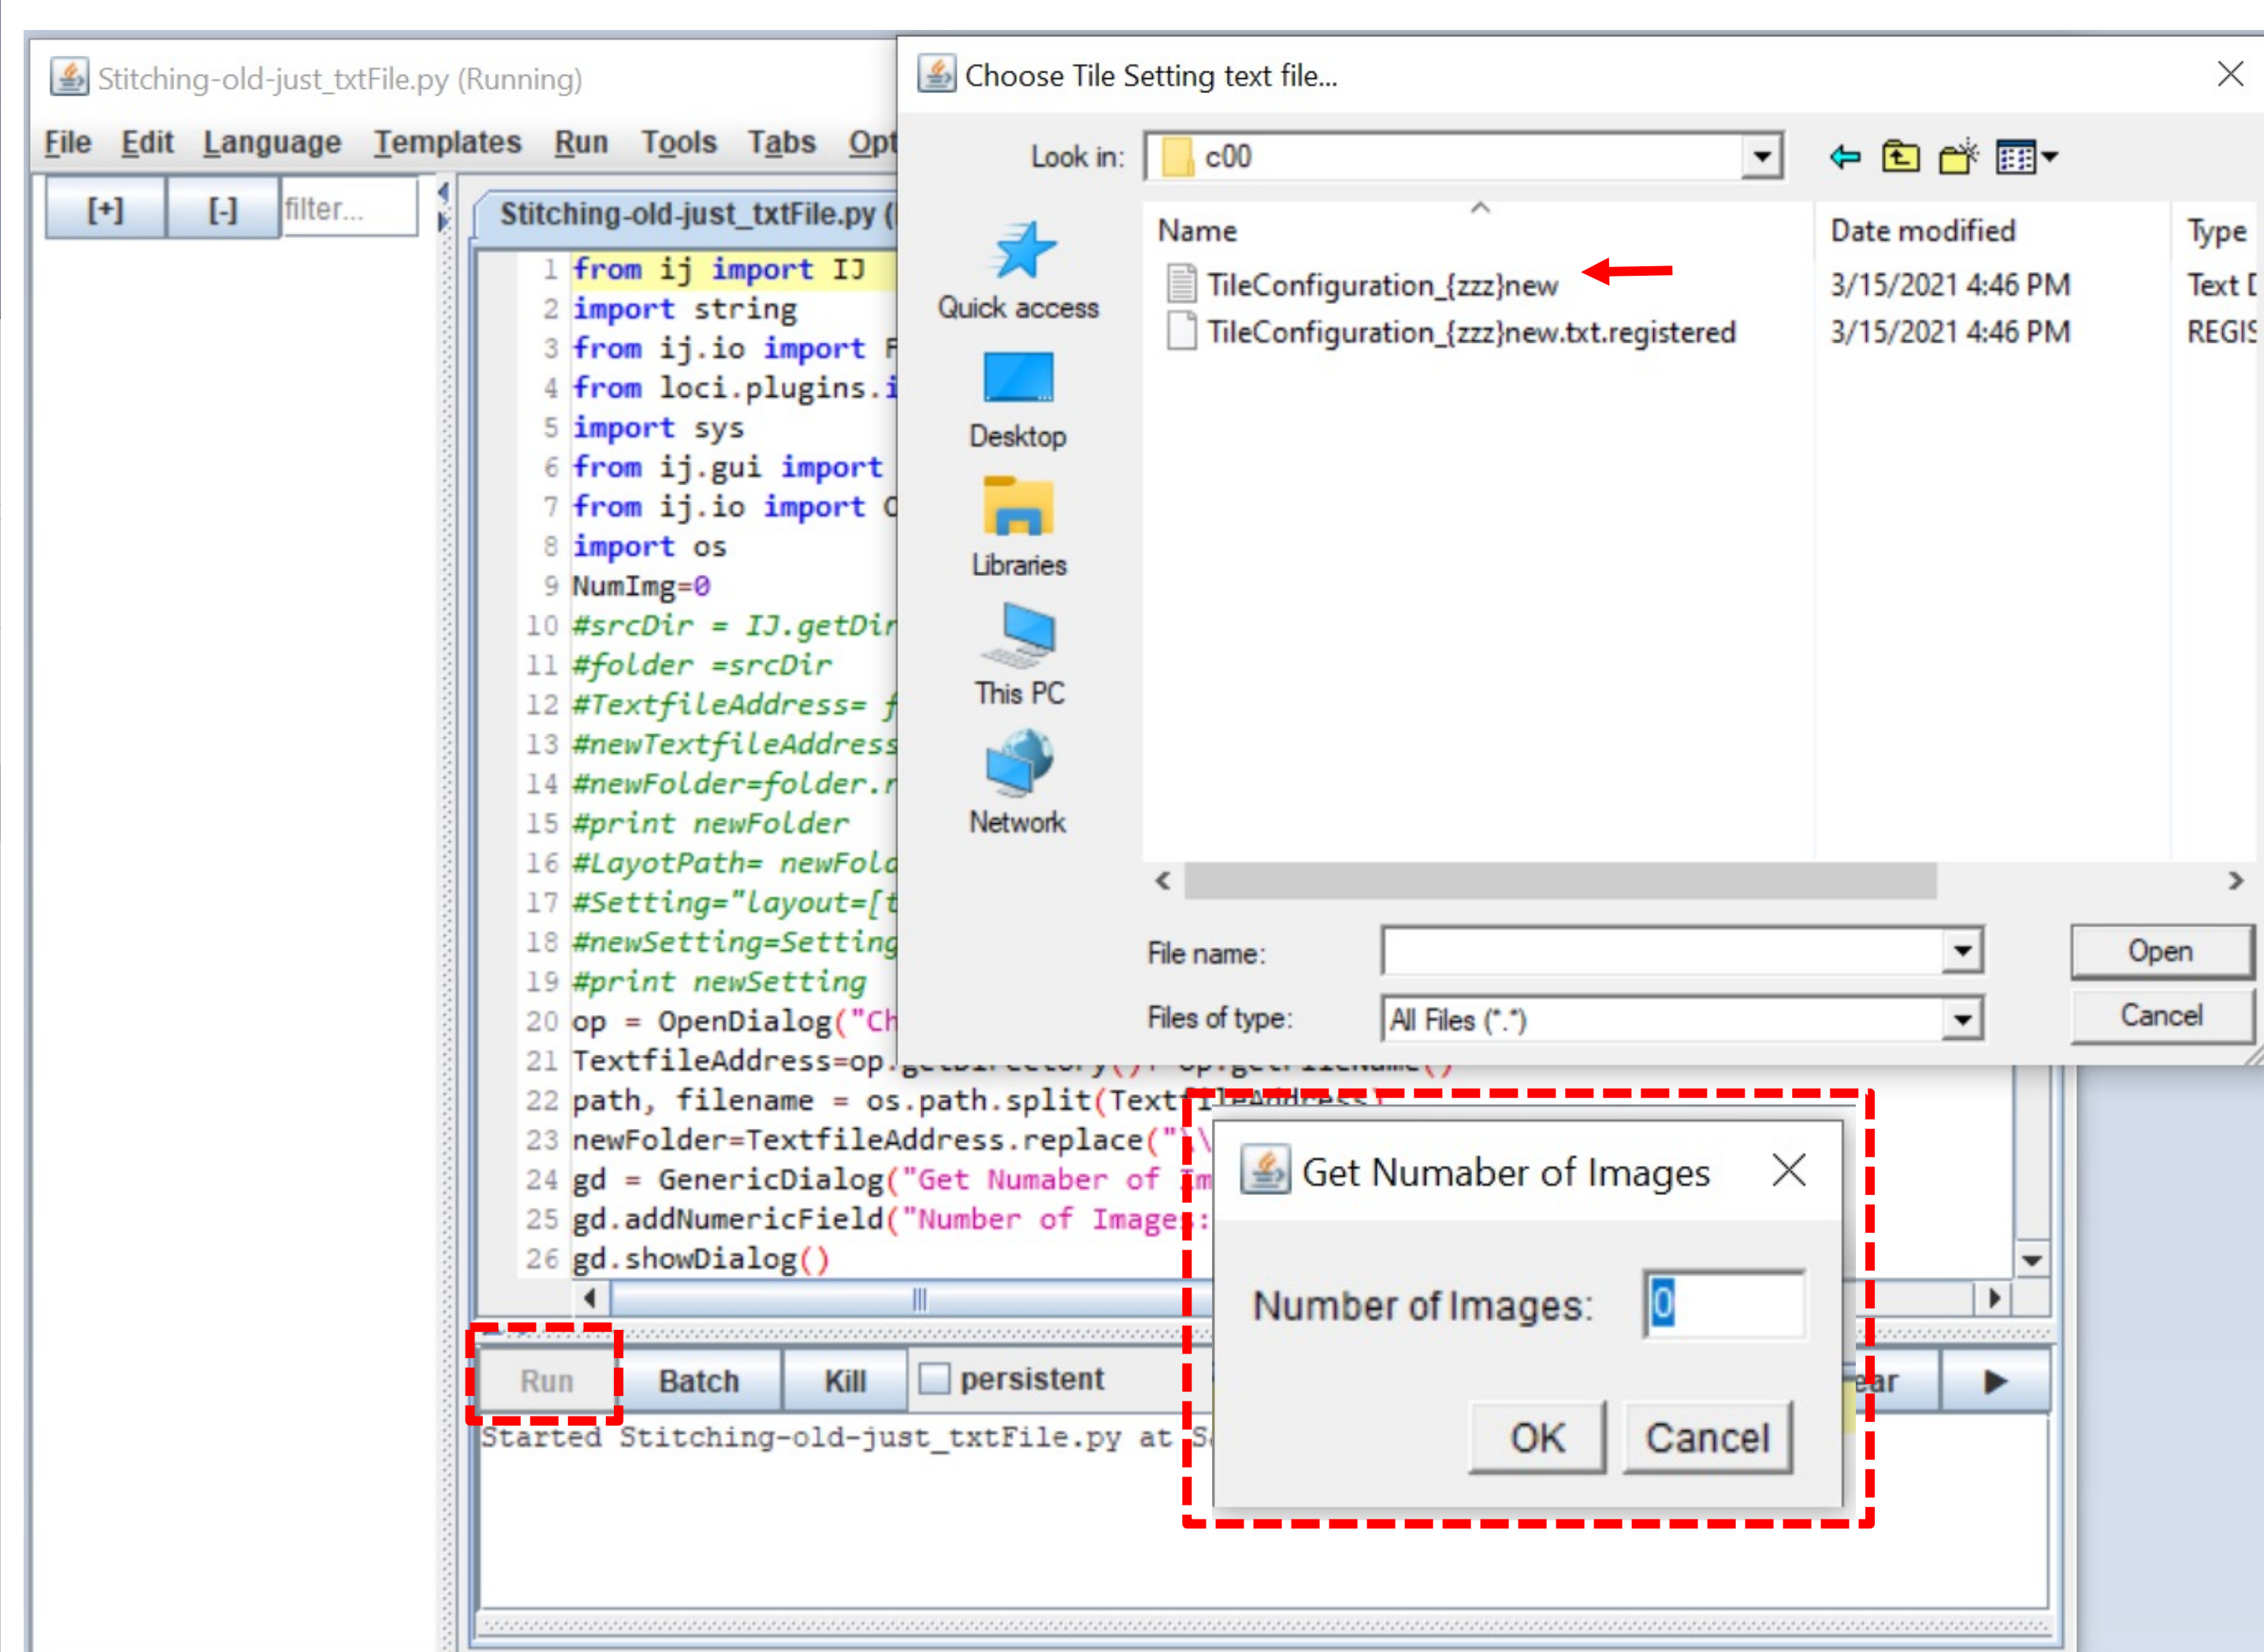 Stitching-old-just_txtFile.py (Running)
File Edit Language Templates Run Tools Tabs Opt
[+] [-] filter...
Stitching-old-just_txtFile.py (
1 from ij import IJ
2 import string
3 from ij.io import F
4 from loci.plugins.i
5 import sys
6 from ij.gui import
7 from ij.io import O
8 import os
9 NumImg=0
10 #srcDir = IJ.getDir
11 #folder =srcDir
12 #TextfileAddress= f
13 #newTextfileAddress
14 #newFolder=folder.r
15 #print newFolder
16 #LayotPath= newFold
17 #Setting="layout=[t
18 #newSetting=Setting
19 #print newSetting
20 op = OpenDialog("Ch
21 TextfileAddress=op.getDirectory()+ op.getFileName()
22 path, filename = os.path.split(TextfileAddress)
23 newFolder=TextfileAddress.replace("\\
24 gd = GenericDialog("Get Numaber of Im
25 gd.addNumericField("Number of Images:
26 gd.showDialog()
Run Batch Kill persistent ear
Started Stitching-old-just_txtFile.py at S
Choose Tile Setting text file...
Look in: c00
Quick access
Desktop
Libraries
This PC
Network
Name Date modified Type
TileConfiguration_{zzz}new 3/15/2021 4:46 PM Text D
TileConfiguration_{zzz}new.txt.registered 3/15/2021 4:46 PM REGIS
File name: Open
Files of type: All Files (*.*) Cancel
Get Numaber of Images
Number of Images: 0
OK Cancel